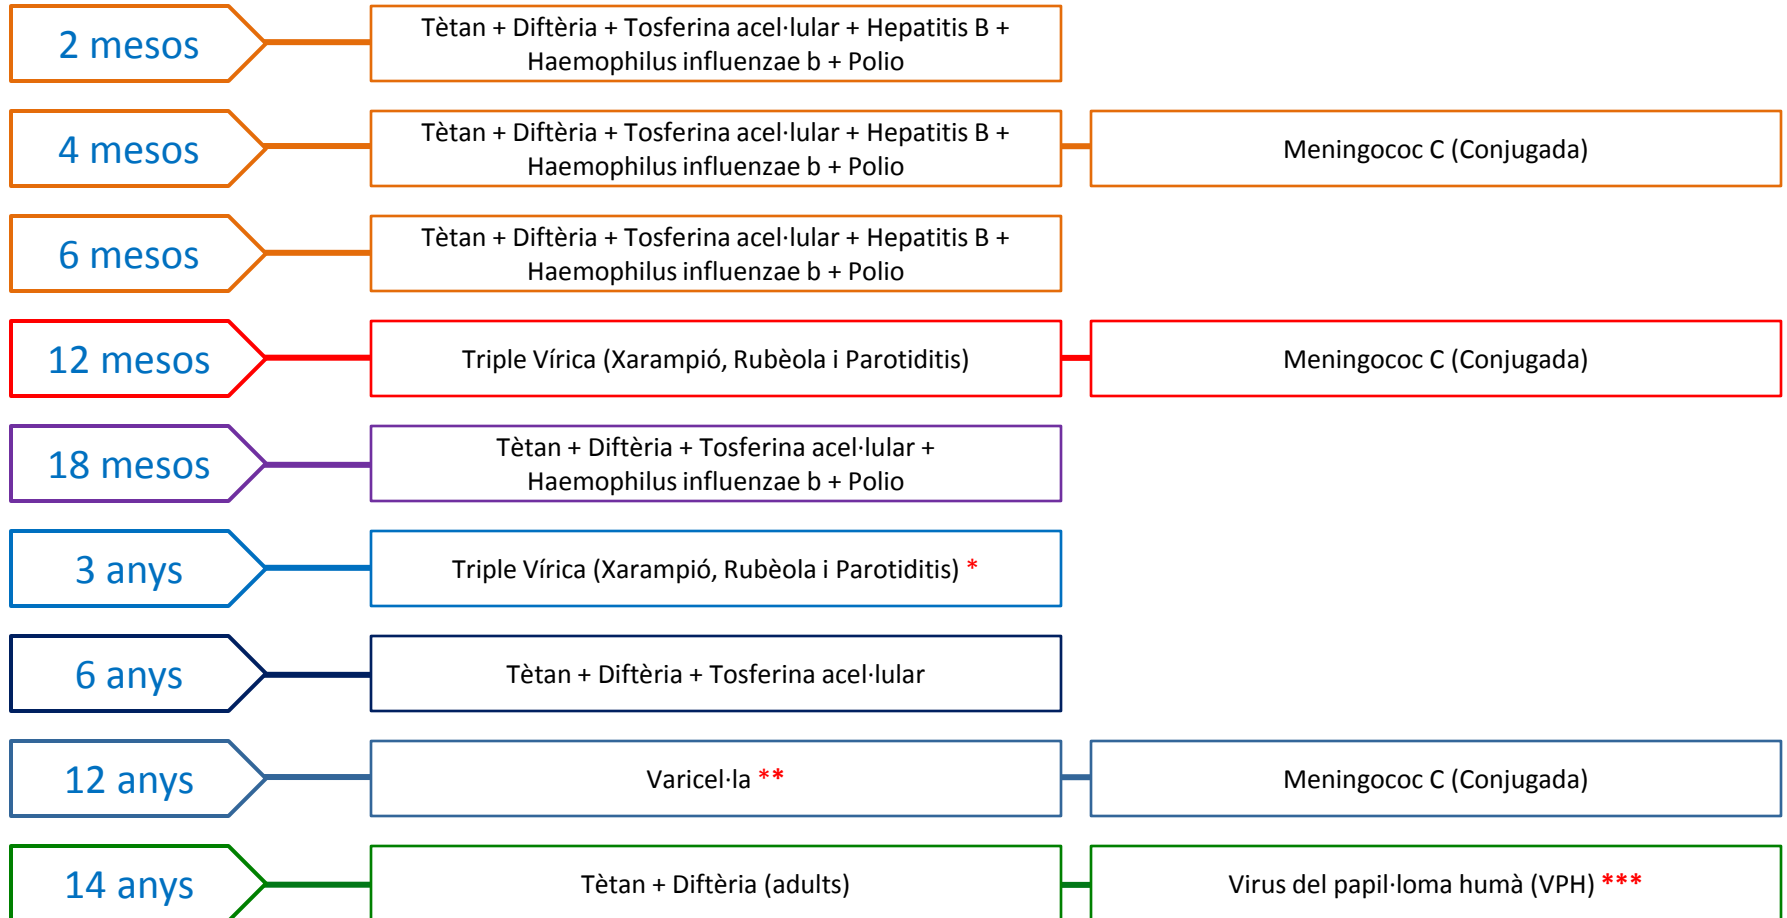 2 mesos
Tètan + Diftèria + Tosferina acel·lular + Hepatitis B +
Haemophilus influenzae b + Polio
4 mesos
Tètan + Diftèria + Tosferina acel·lular + Hepatitis B +
Haemophilus influenzae b + Polio
Meningococ C (Conjugada)
6 mesos
Tètan + Diftèria + Tosferina acel·lular + Hepatitis B +
Haemophilus influenzae b + Polio
12 mesos
Triple Vírica (Xarampió, Rubèola i Parotiditis)
Meningococ C (Conjugada)
18 mesos
Tètan + Diftèria + Tosferina acel·lular +
Haemophilus influenzae b + Polio
3 anys
Triple Vírica (Xarampió, Rubèola i Parotiditis) *
6 anys
Tètan + Diftèria + Tosferina acel·lular
12 anys
Varicel·la **
Meningococ C (Conjugada)
14 anys
Tètan + Diftèria (adults)
Virus del papil·loma humà (VPH) ***